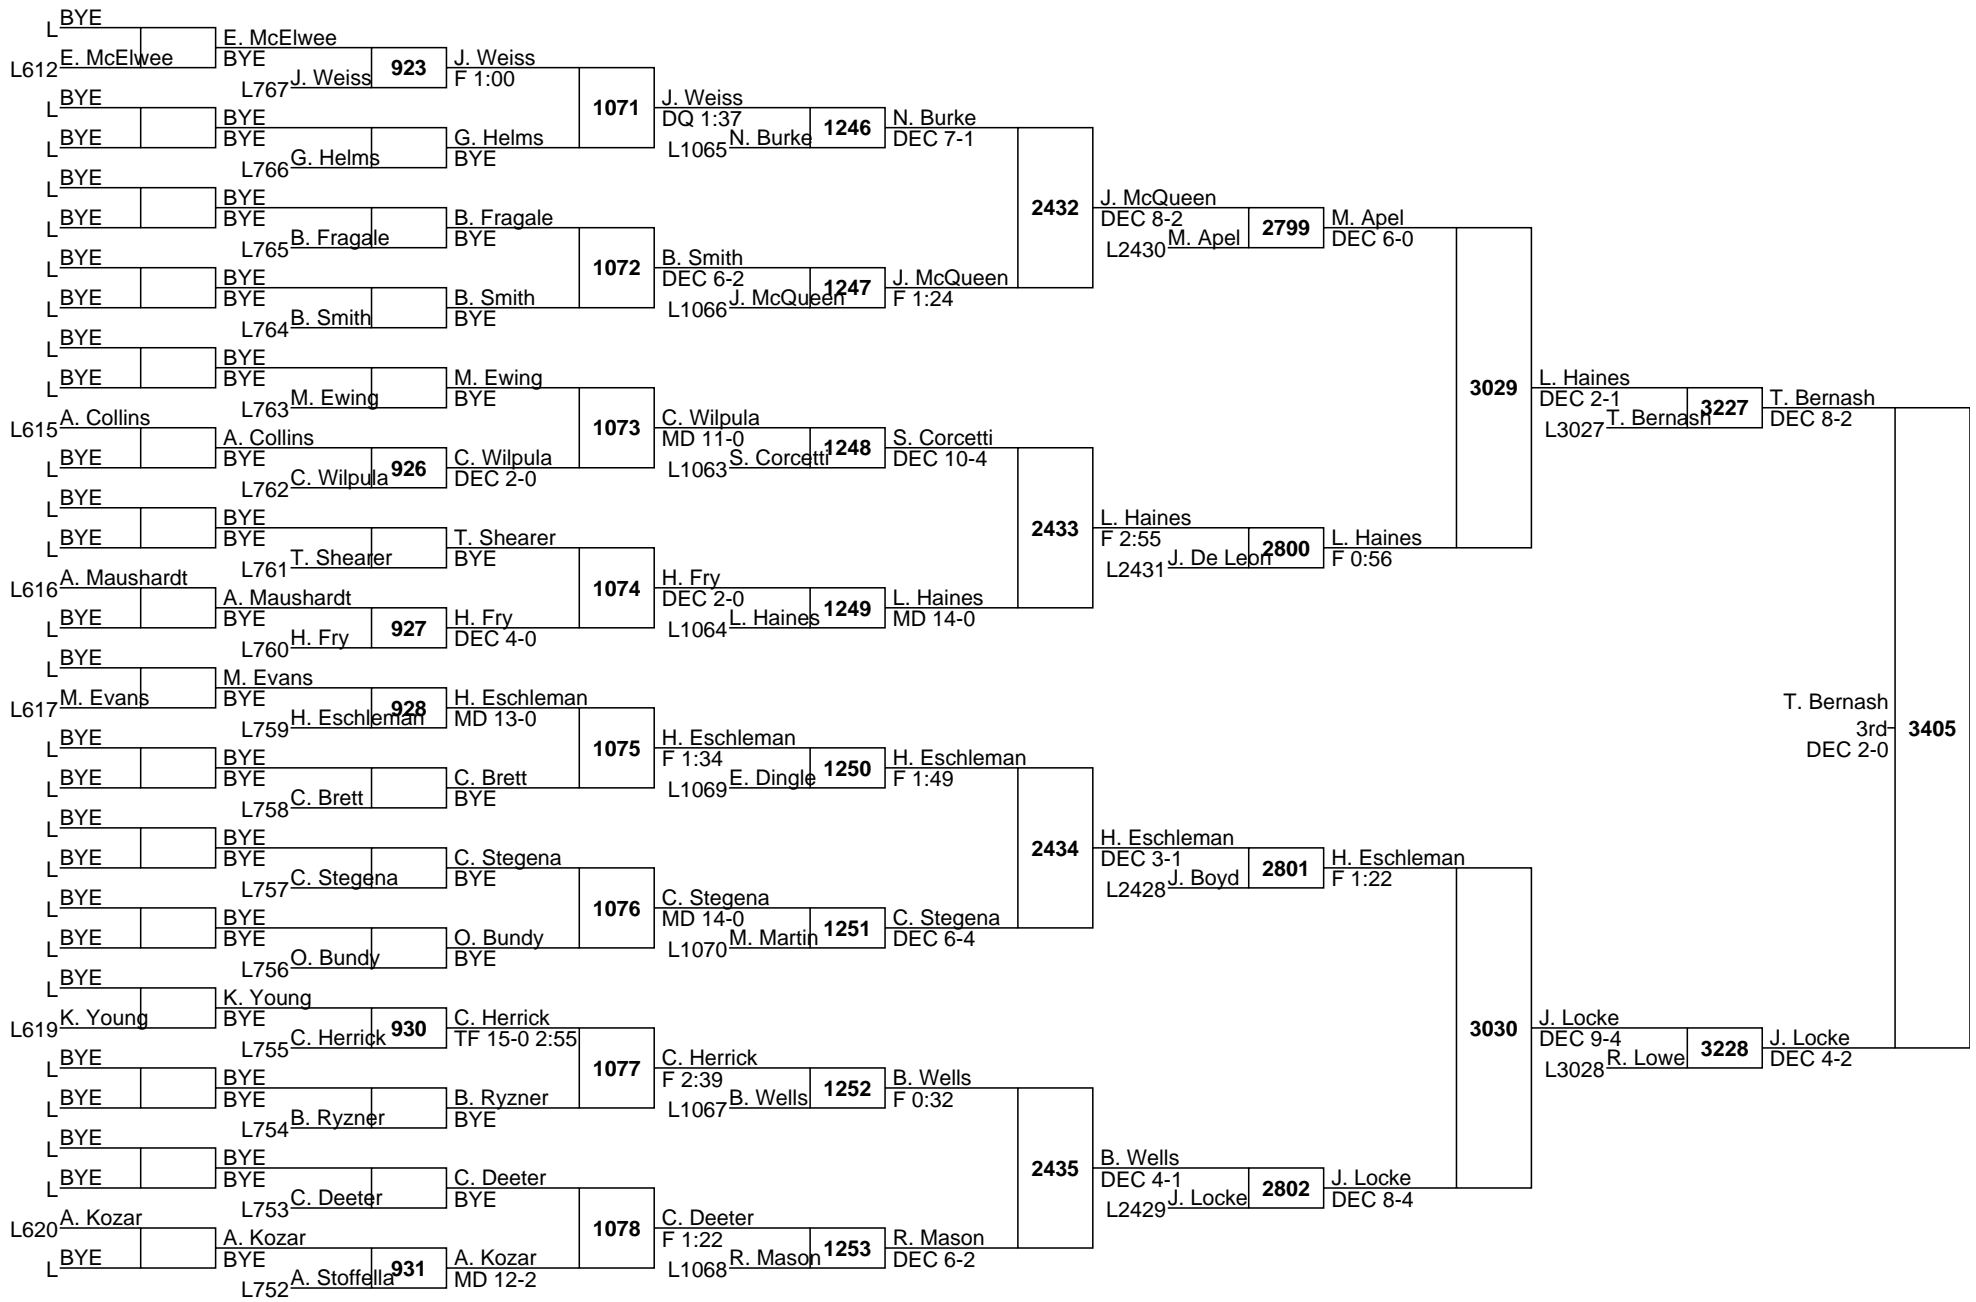 BYE
L
E. McElwee
L612
E. McElwee
BYE
L767
J. Weiss
923
J. Weiss
F 1:00
BYE
L
BYE
L
BYE
BYE
L766
G. Helms
G. Helms
BYE
1071
J. Weiss
DQ 1:37
L1065
N. Burke
1246
N. Burke
DEC 7-1
BYE
L
BYE
L
BYE
BYE
L765
B. Fragale
B. Fragale
BYE
BYE
L
BYE
L
BYE
BYE
L764
B. Smith
B. Smith
BYE
1072
B. Smith
DEC 6-2
L1066
J. McQueen
1247
J. McQueen
F 1:24
2432
J. McQueen
DEC 8-2
L2430
M. Apel
2799
M. Apel
DEC 6-0
BYE
L
BYE
L
BYE
BYE
L763
M. Ewing
M. Ewing
BYE
A. Collins
L615
BYE
L
A. Collins
BYE
L762
C. Wilpula
926
C. Wilpula
DEC 2-0
1073
C. Wilpula
MD 11-0
L1063
S. Corcetti
1248
S. Corcetti
DEC 10-4
BYE
L
BYE
L
BYE
BYE
L761
T. Shearer
T. Shearer
BYE
A. Maushardt
L616
BYE
L
A. Maushardt
BYE
L760
H. Fry
927
H. Fry
DEC 4-0
1074
H. Fry
DEC 2-0
L1064
L. Haines
1249
L. Haines
MD 14-0
2433
L. Haines
F 2:55
L2431
J. De Leon
2800
L. Haines
F 0:56
3029
L. Haines
DEC 2-1
L3027
T. Bernash
3227
T. Bernash
DEC 8-2
BYE
L
M. Evans
L617
M. Evans
BYE
L759
H. Eschleman
928
H. Eschleman
MD 13-0
BYE
L
BYE
L
BYE
BYE
L758
C. Brett
C. Brett
BYE
1075
H. Eschleman
F 1:34
L1069
E. Dingle
1250
H. Eschleman
F 1:49
BYE
L
BYE
L
BYE
BYE
L757
C. Stegena
C. Stegena
BYE
BYE
L
BYE
L
BYE
BYE
L756
O. Bundy
O. Bundy
BYE
1076
C. Stegena
MD 14-0
L1070
M. Martin
1251
C. Stegena
DEC 6-4
2434
H. Eschleman
DEC 3-1
L2428
J. Boyd
2801
H. Eschleman
F 1:22
BYE
L
K. Young
L619
K. Young
BYE
L755
C. Herrick
930
C. Herrick
TF 15-0 2:55
BYE
L
BYE
L
BYE
BYE
L754
B. Ryzner
B. Ryzner
BYE
1077
C. Herrick
F 2:39
L1067
B. Wells
1252
B. Wells
F 0:32
BYE
L
BYE
L
BYE
BYE
L753
C. Deeter
C. Deeter
BYE
A. Kozar
L620
BYE
L
A. Kozar
BYE
L752
A. Stoffella
931
A. Kozar
MD 12-2
1078
C. Deeter
F 1:22
L1068
R. Mason
1253
R. Mason
DEC 6-2
2435
B. Wells
DEC 4-1
L2429
J. Locke
2802
J. Locke
DEC 8-4
3030
J. Locke
DEC 9-4
L3028
R. Lowe
3228
J. Locke
DEC 4-2
T. Bernash
3rd
DEC 2-0
3405